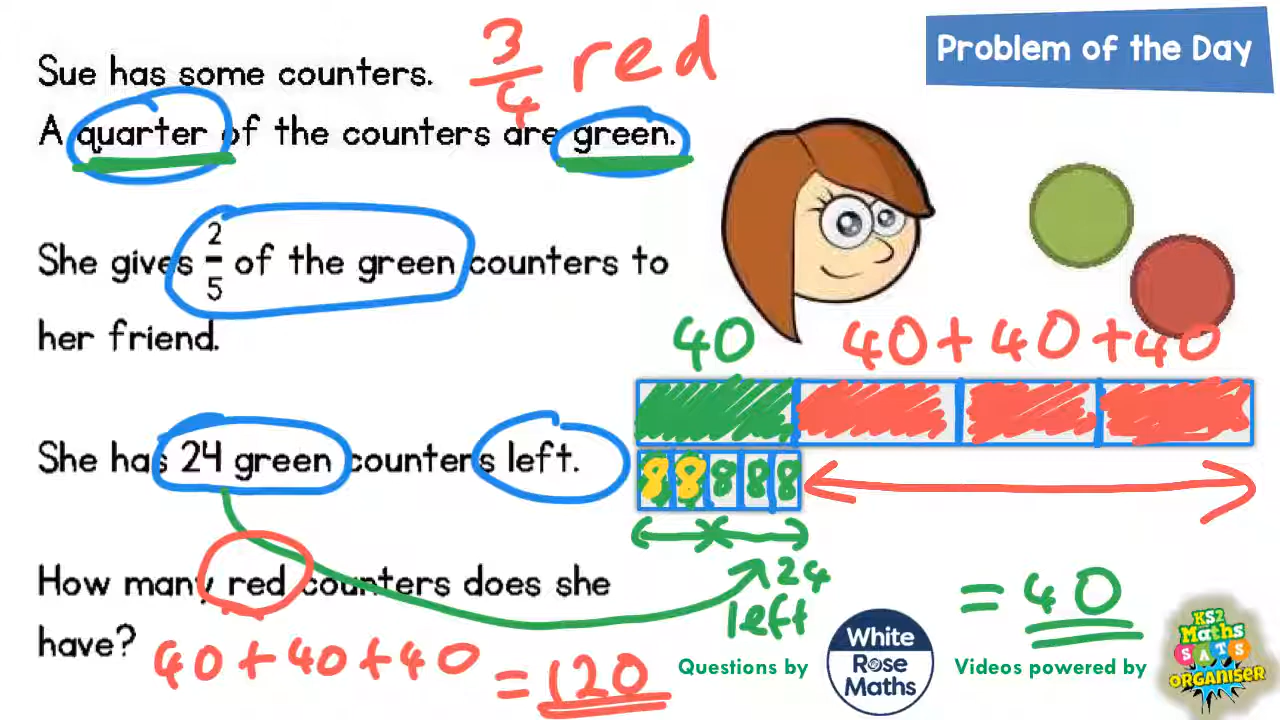 Problem of the Day
3/4 red
Sue has some counters.
A quarter of the counters are green.
She gives 2/5 of the green counters to
her friend.
40 40 + 40 + 40
She has 24 green counters left.
8 8 8 8 8
How many red counters does she
have?
24
left
= 40
40 + 40 + 40 = 120
Questions by
White
Rose
Maths
Videos powered by
KS2
Maths
SATS
ORGANISER